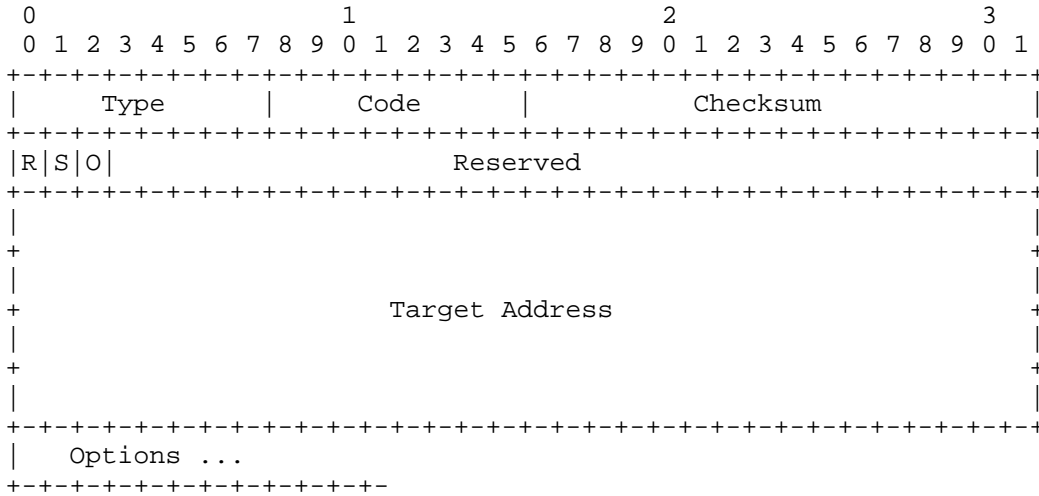 0                   1                   2                   3
 0 1 2 3 4 5 6 7 8 9 0 1 2 3 4 5 6 7 8 9 0 1 2 3 4 5 6 7 8 9 0 1
+-+-+-+-+-+-+-+-+-+-+-+-+-+-+-+-+-+-+-+-+-+-+-+-+-+-+-+-+-+-+-+-+
|     Type      |     Code      |          Checksum             |
+-+-+-+-+-+-+-+-+-+-+-+-+-+-+-+-+-+-+-+-+-+-+-+-+-+-+-+-+-+-+-+-+
|R|S|O|                     Reserved                            |
+-+-+-+-+-+-+-+-+-+-+-+-+-+-+-+-+-+-+-+-+-+-+-+-+-+-+-+-+-+-+-+-+
|                                                               |
+                                                               +
|                                                               |
+                       Target Address                          +
|                                                               |
+                                                               +
|                                                               |
+-+-+-+-+-+-+-+-+-+-+-+-+-+-+-+-+-+-+-+-+-+-+-+-+-+-+-+-+-+-+-+-+
|   Options ...
+-+-+-+-+-+-+-+-+-+-+-+-